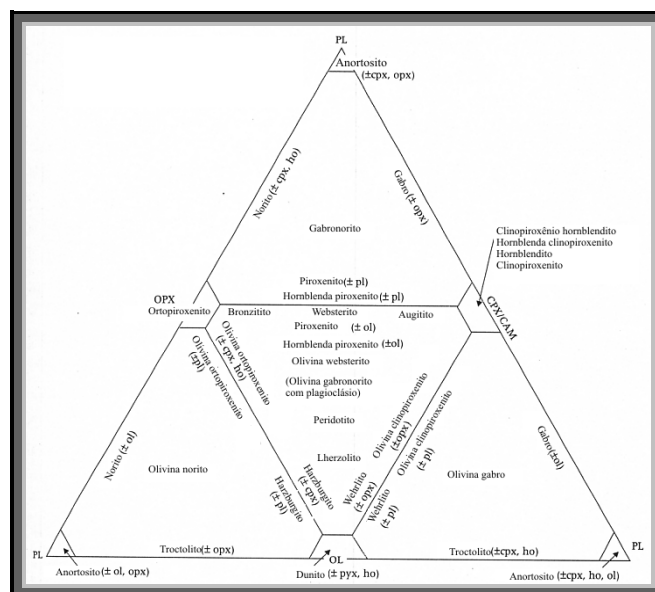 PL
Anortosito
(±cpx, opx)
Norito (± cpx, ho)
Gabro (± opx)
Gabronorito
Clinopiroxênio hornblendito
Hornblenda clinopiroxenito
Hornblendito
Clinopiroxenito
Piroxenito (± pl)
OPX
Hornblenda piroxenito (± pl)
CPX/CAM
Ortopiroxenito
Bronzitito
Websterito
Augitito
Piroxenito (± ol)
Hornblenda piroxenito (±ol)
Olivina ortopiroxenito
(± cpx, ho)
Olivina ortopiroxenito
(±pl)
Olivina websterito
(Olivina gabronorito
com plagioclásio)
Olivina clinopiroxenito
(±opx)
Olivina clinopiroxenito
(± pl)
Peridotito
Norito (± ol)
Gabro(±ol)
Lherzolito
Olivina norito
Olivina gabro
Harzburgito
(± cpx)
Harzburgito
(± pl)
Wehrlito
(± opx)
Wehrlito
(± pl)
PL
Troctolito(± opx)
OL
Troctolito(±cpx, ho)
PL
Anortosito (± ol, opx)
Dunito (± pyx, ho)
Anortosito (±cpx, ho, ol)